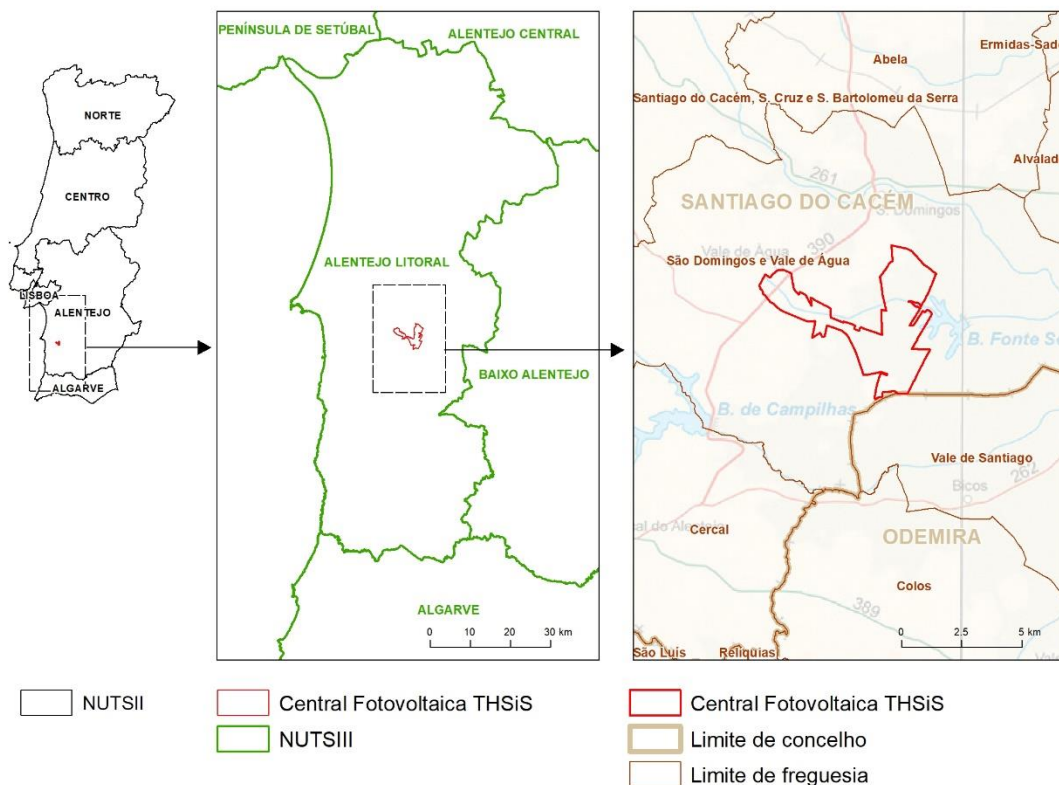 NORTE
CENTRO
LISBOA
ALENTEJO
ALGARVE
PENÍNSULA DE SETÚBAL
ALENTEJO CENTRAL
ALENTEJO LITORAL
BAIXO ALENTEJO
ALGARVE
0 10 20 30 km
Ermidas-Sad
Abela
Santiago do Cacém, S. Cruz e S. Bartolomeu da Serra
Alvalad
261
SANTIAGO DO CACÉM
S. Domingos
Vale de Água
390
São Domingos e Vale de Água
B. Fonte Se
B. de Campilhas
Vale de Santiago
262
Bicos
Cercal
ODEMIRA
Colos
389
0 2.5 5 km
São Luís
Relíquias
Vale
NUTSII
Central Fotovoltaica THSiS
NUTSIII
Central Fotovoltaica THSiS
Limite de concelho
Limite de freguesia